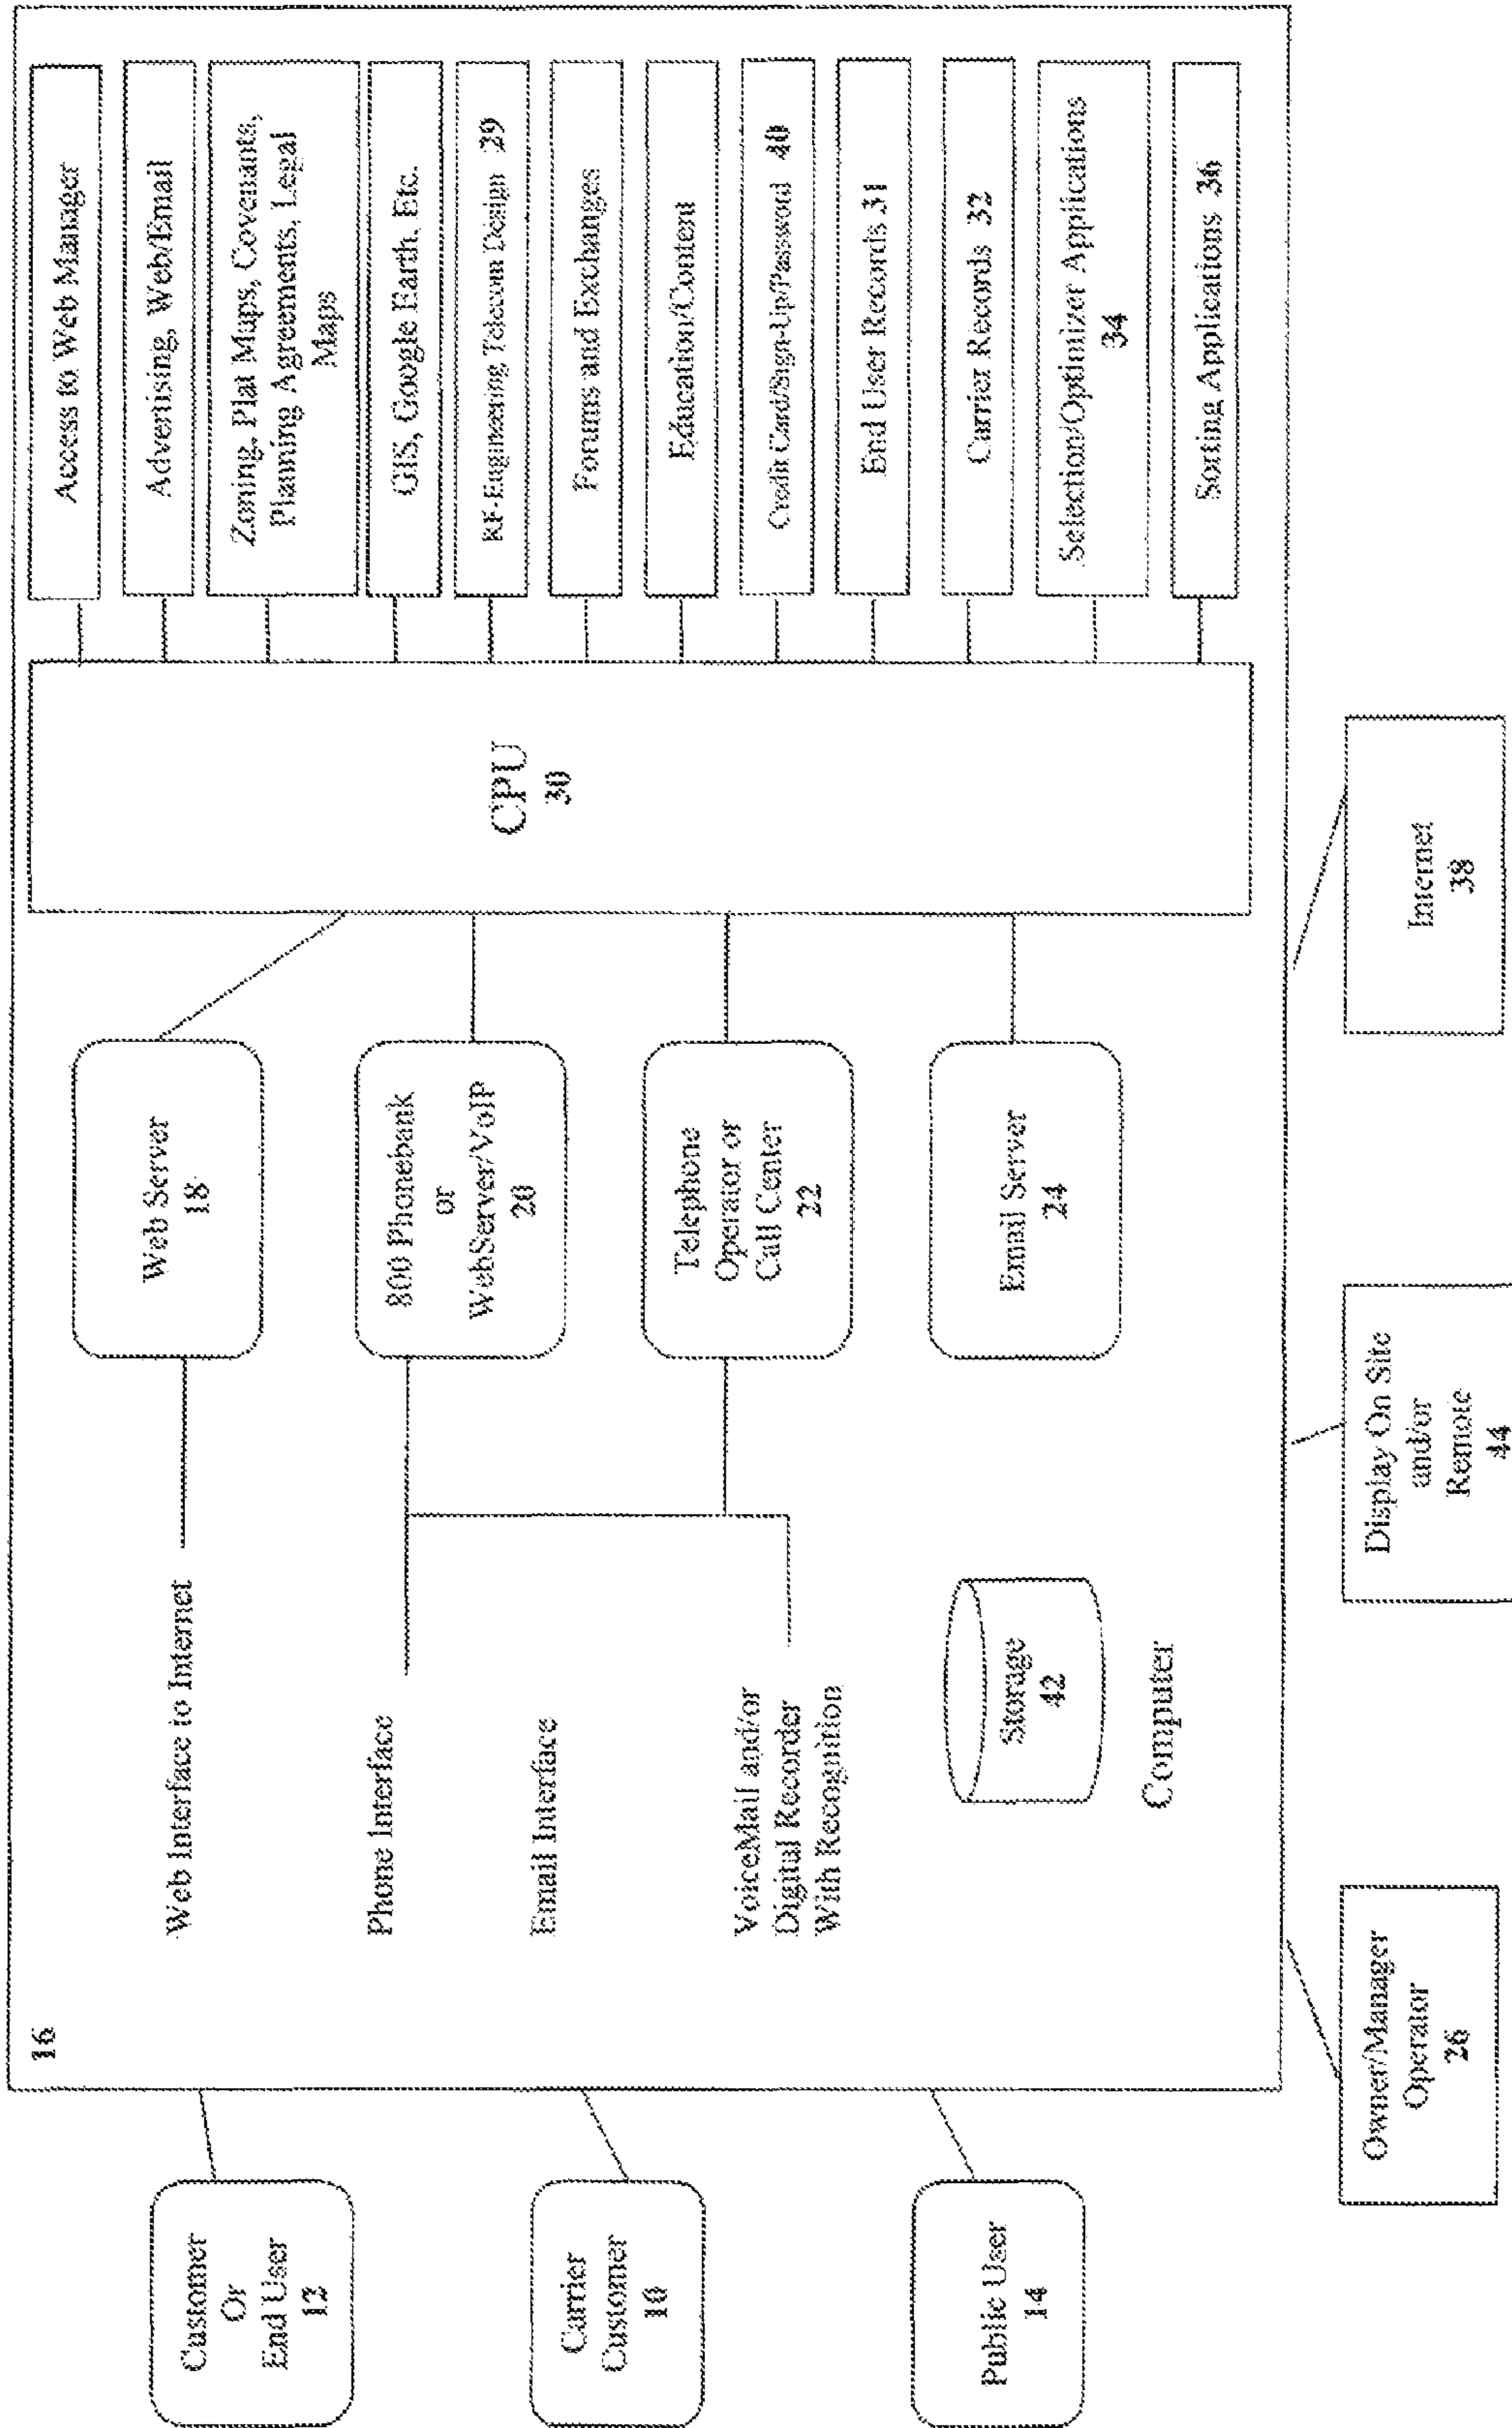 16
Customer
Or
End User
12
Carrier
Customer
10
Public User
14
Web Interface to Internet
Phone Interface
Email Interface
VoiceMail and/or
Digital Recorder
With Recognition
Storage
42
Computer
Web Server
18
800 Phonebank
or
WebServer/VoIP
20
Telephone
Operator or
Call Center
22
Email Server
24
CPU
30
Access to Web Manager
Advertising, Web/Email
Zoning, Plat Maps, Covenants,
Planning Agreements, Legal
Maps
GIS, Google Earth, Etc.
RF-Engineering Telecom Design 29
Forums and Exchanges
Education/Content
Credit Card/Sign-Up/Password 40
End User Records 31
Carrier Records 32
Selection/Optimizer Applications
34
Sorting Applications 36
Owner/Manager
Operator
26
Display On Site
and/or
Remote
44
Internet
38